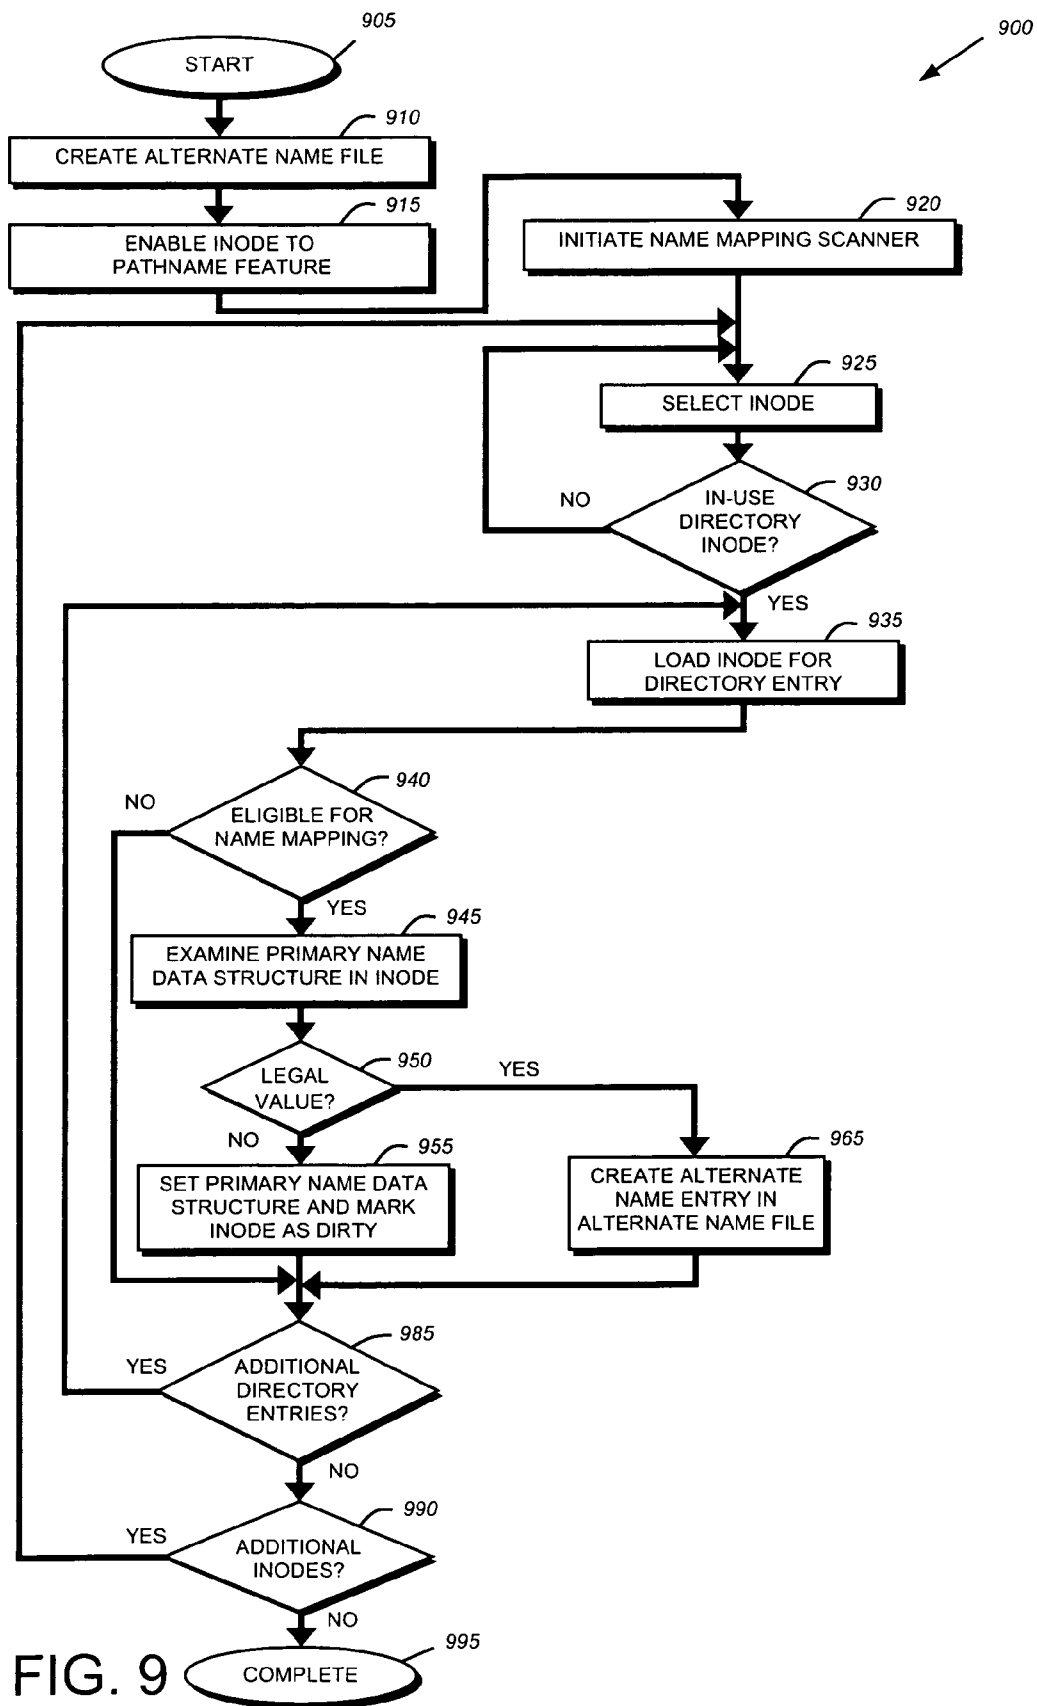 905
900
START
910
CREATE ALTERNATE NAME FILE
915
ENABLE INODE TO
PATHNAME FEATURE
920
INITIATE NAME MAPPING SCANNER
925
SELECT INODE
930
NO
IN-USE
DIRECTORY
INODE?
YES
935
LOAD INODE FOR
DIRECTORY ENTRY
940
NO
ELIGIBLE FOR
NAME MAPPING?
YES
945
EXAMINE PRIMARY NAME
DATA STRUCTURE IN INODE
950
YES
LEGAL
VALUE?
NO
955
SET PRIMARY NAME DATA
STRUCTURE AND MARK
INODE AS DIRTY
965
CREATE ALTERNATE
NAME ENTRY IN
ALTERNATE NAME FILE
985
YES
ADDITIONAL
DIRECTORY
ENTRIES?
NO
990
YES
ADDITIONAL
INODES?
NO
995
COMPLETE
FIG. 9